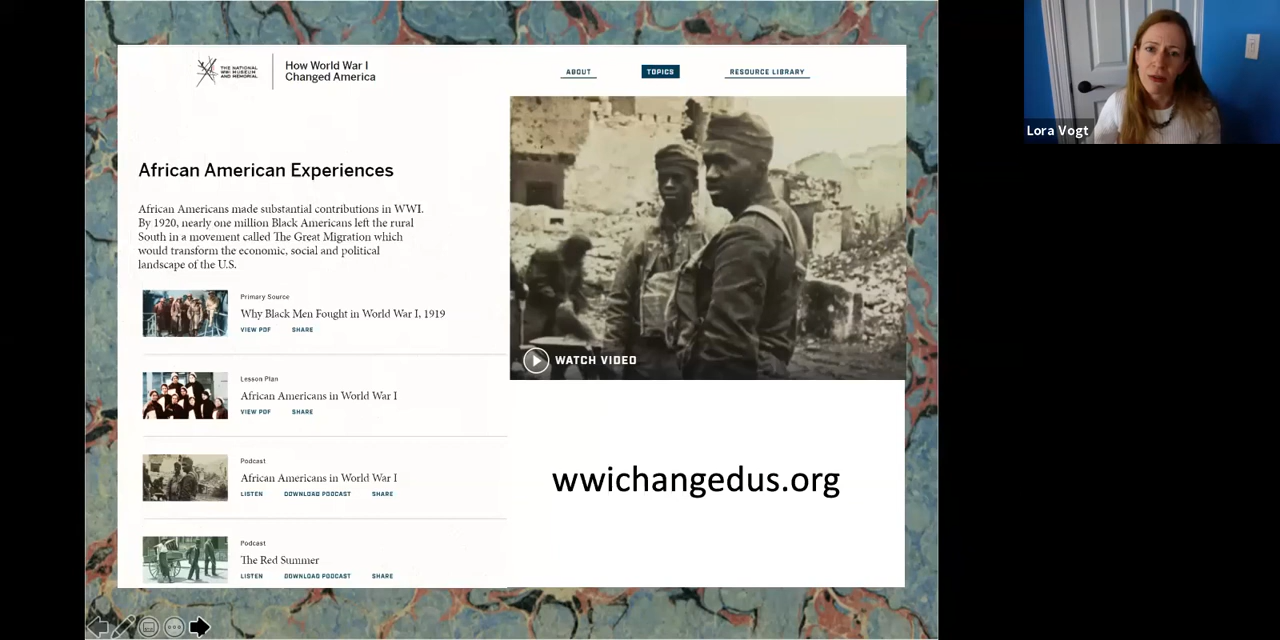 THE NATIONAL
WWI MUSEUM
AND MEMORIAL
How World War I
Changed America
ABOUT
TOPICS
RESOURCE LIBRARY
African American Experiences
African Americans made substantial contributions in WWI.
By 1920, nearly one million Black Americans left the rural
South in a movement called The Great Migration which
would transform the economic, social and political
landscape of the U.S.
Primary Source
Why Black Men Fought in World War I, 1919
VIEW PDF SHARE
Lesson Plan
African Americans in World War I
VIEW PDF SHARE
Podcast
African Americans in World War I
LISTEN DOWNLOAD PODCAST SHARE
Podcast
The Red Summer
LISTEN DOWNLOAD PODCAST SHARE
WATCH VIDEO
wwichangedus.org
Lora Vogt